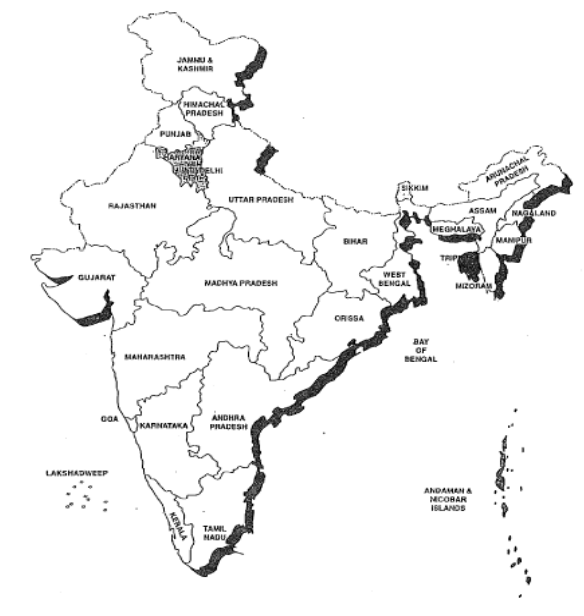 JAMMU &
KASHMIR
HIMACHAL
PRADESH
PUNJAB
HARYANA
DELHI
RAJASTHAN
UTTAR PRADESH
SIKKIM
ARUNACHAL
PRADESH
ASSAM
NAGALAND
MEGHALAYA
MANIPUR
BIHAR
TRIP
MIZORAM
GUJARAT
MADHYA PRADESH
WEST
BENGAL
ORISSA
BAY
OF
BENGAL
MAHARASHTRA
GOA
KARNATAKA
ANDHRA
PRADESH
LAKSHADWEEP
ANDAMAN &
NICOBAR
ISLANDS
KERALA
TAMIL
NADU